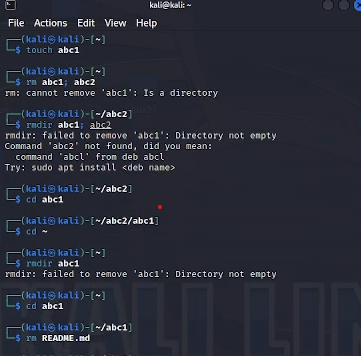 kali@kali: ~
File Actions Edit View Help
┌──(kali㉿kali)-[~]
└─$ touch abc1
┌──(kali㉿kali)-[~]
└─$ rm abc1; abc2
rm: cannot remove 'abc1': Is a directory
┌──(kali㉿kali)-[~/abc2]
└─$ rmdir abc1; abc2
rmdir: failed to remove 'abc1': Directory not empty
Command 'abc2' not found, did you mean:
command 'abcl' from deb abcl
Try: sudo apt install <deb name>
┌──(kali㉿kali)-[~/abc2]
└─$ cd abc1
┌──(kali㉿kali)-[~/abc2/abc1]
└─$ cd ~
┌──(kali㉿kali)-[~]
└─$ rmdir abc1
rmdir: failed to remove 'abc1': Directory not empty
┌──(kali㉿kali)-[~]
└─$ cd abc1
┌──(kali㉿kali)-[~/abc1]
└─$ rm README.md